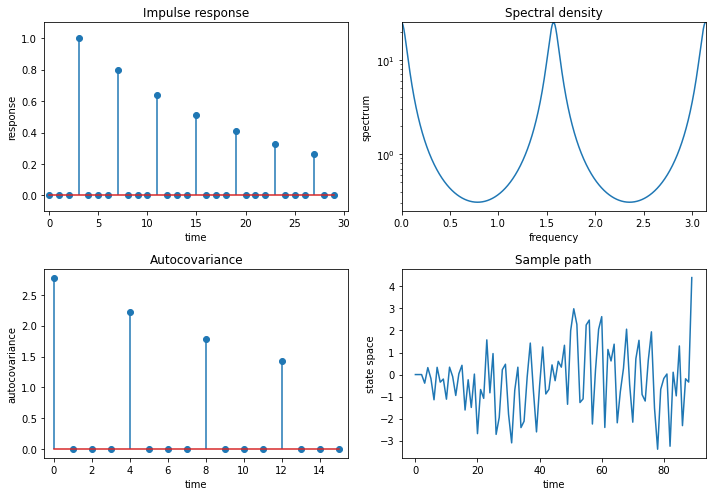 Impulse response
1.0
0.8
0.6
0.4
0.2
0.0
response
0 5 10 15 20 25 30
time
Spectral density
10^1
10^0
spectrum
0.0 0.5 1.0 1.5 2.0 2.5 3.0
frequency
Autocovariance
2.5
2.0
1.5
1.0
0.5
0.0
autocovariance
0 2 4 6 8 10 12 14
time
Sample path
4
3
2
1
0
−1
−2
−3
state space
0 20 40 60 80
time